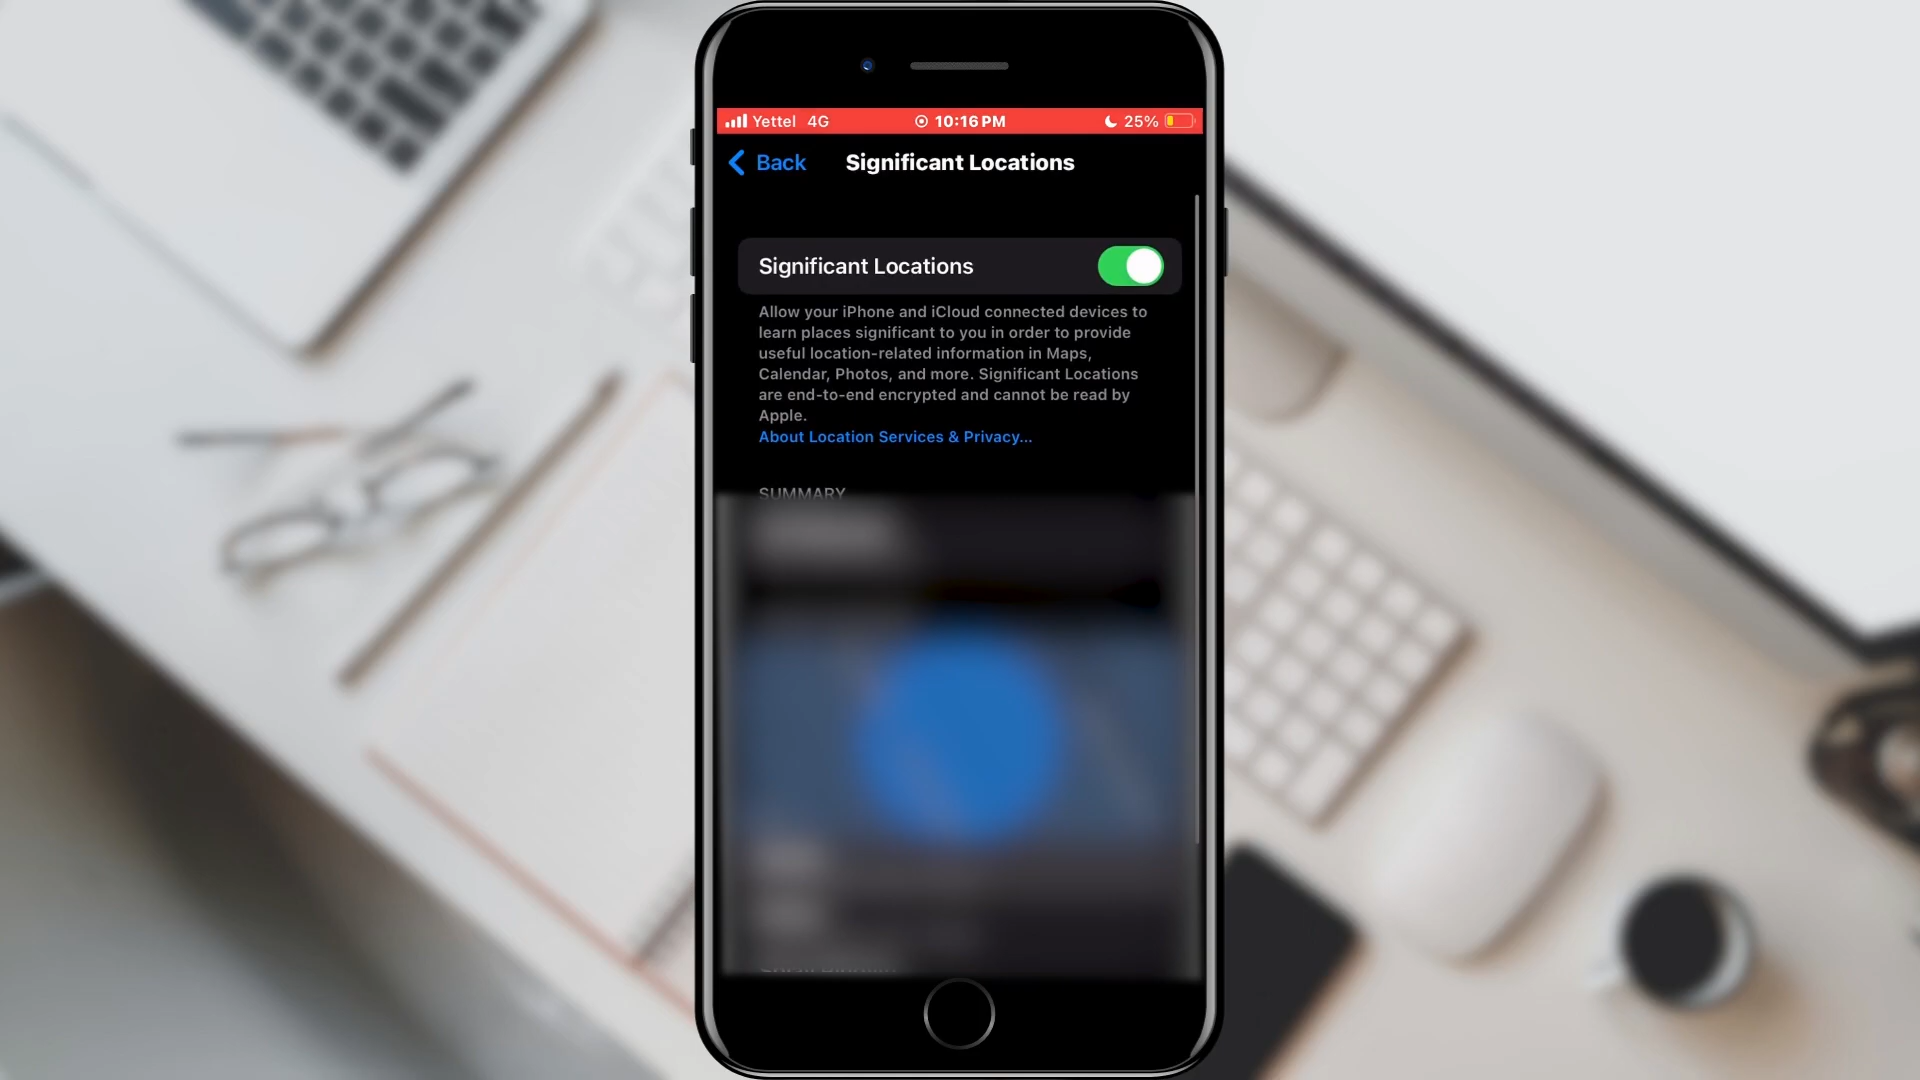 Yettel 4G 10:16 PM 25%
Back Significant Locations
Significant Locations
Allow your iPhone and iCloud connected devices to
learn places significant to you in order to provide
useful location-related information in Maps,
Calendar, Photos, and more. Significant Locations
are end-to-end encrypted and cannot be read by
Apple.
About Location Services & Privacy...
SUMMARY